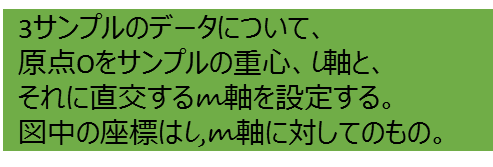 3サンプルのデータについて、
原点Oをサンプルの重心、l軸と、
それに直交するm軸を設定する。
図中の座標はl,m軸に対してのもの。